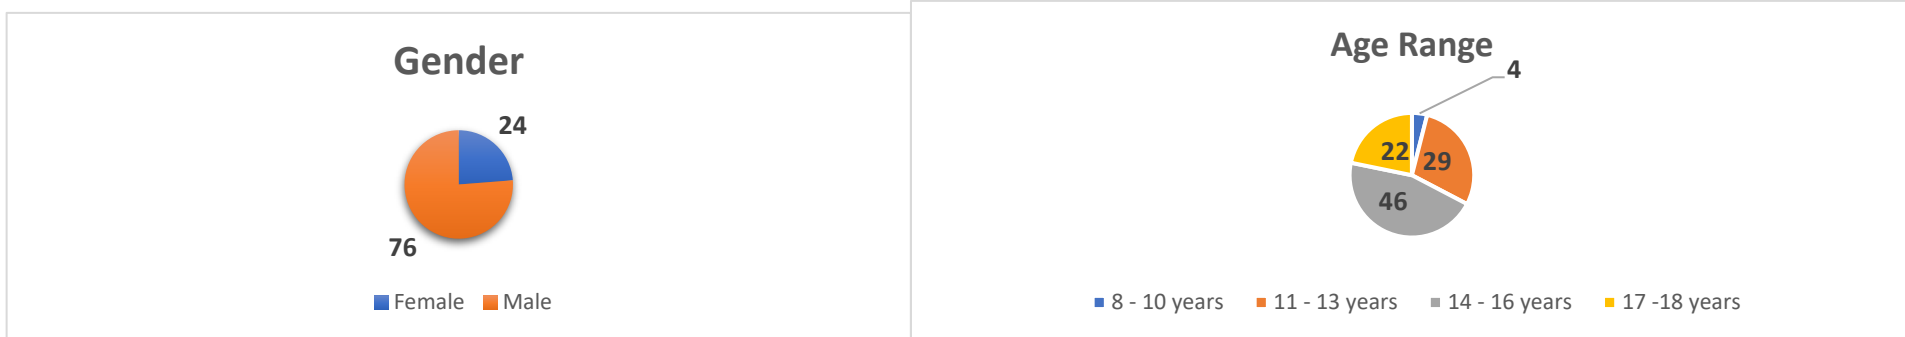 Gender
24
76
Female Male
Age Range
4
22 29
46
8 - 10 years 11 - 13 years 14 - 16 years 17 -18 years